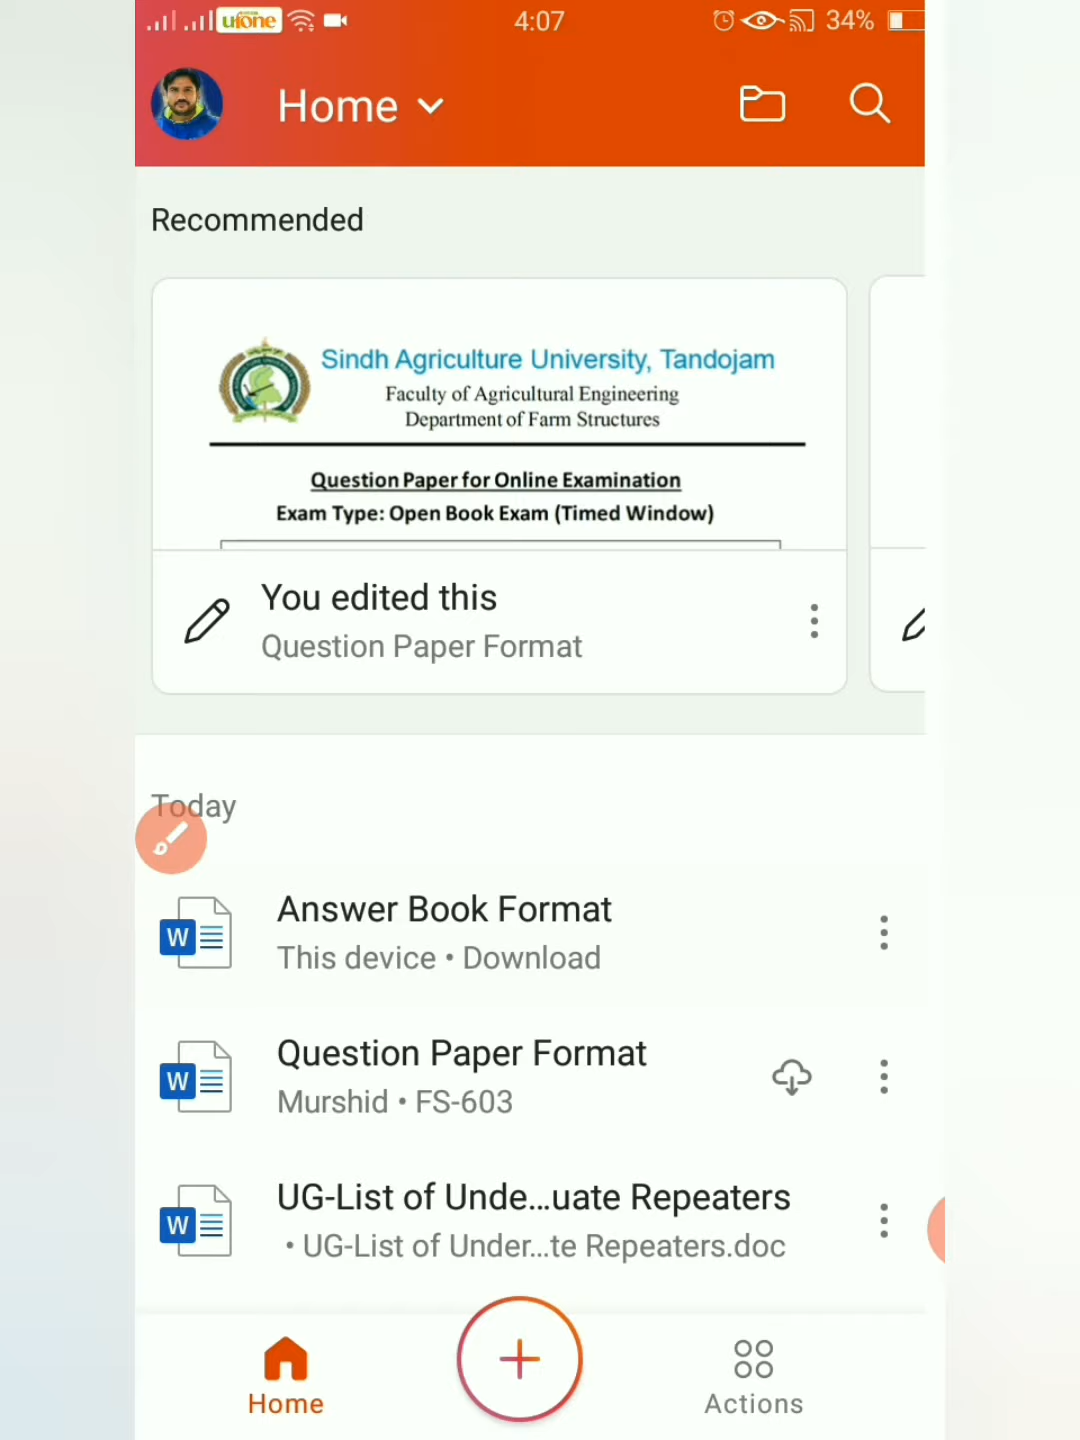 ufone 4:07 34%
Home
Recommended
Sindh Agriculture University, Tandojam
Faculty of Agricultural Engineering
Department of Farm Structures
Question Paper for Online Examination
Exam Type: Open Book Exam (Timed Window)
You edited this
Question Paper Format
Today
Answer Book Format
This device • Download
Question Paper Format
Murshid • FS-603
UG-List of Unde...uate Repeaters
• UG-List of Under...te Repeaters.doc
Home
Actions